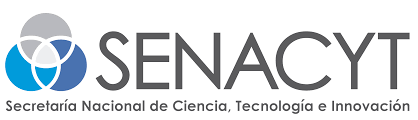 SENACYT
Secretaría Nacional de Ciencia, Tecnología e Innovación